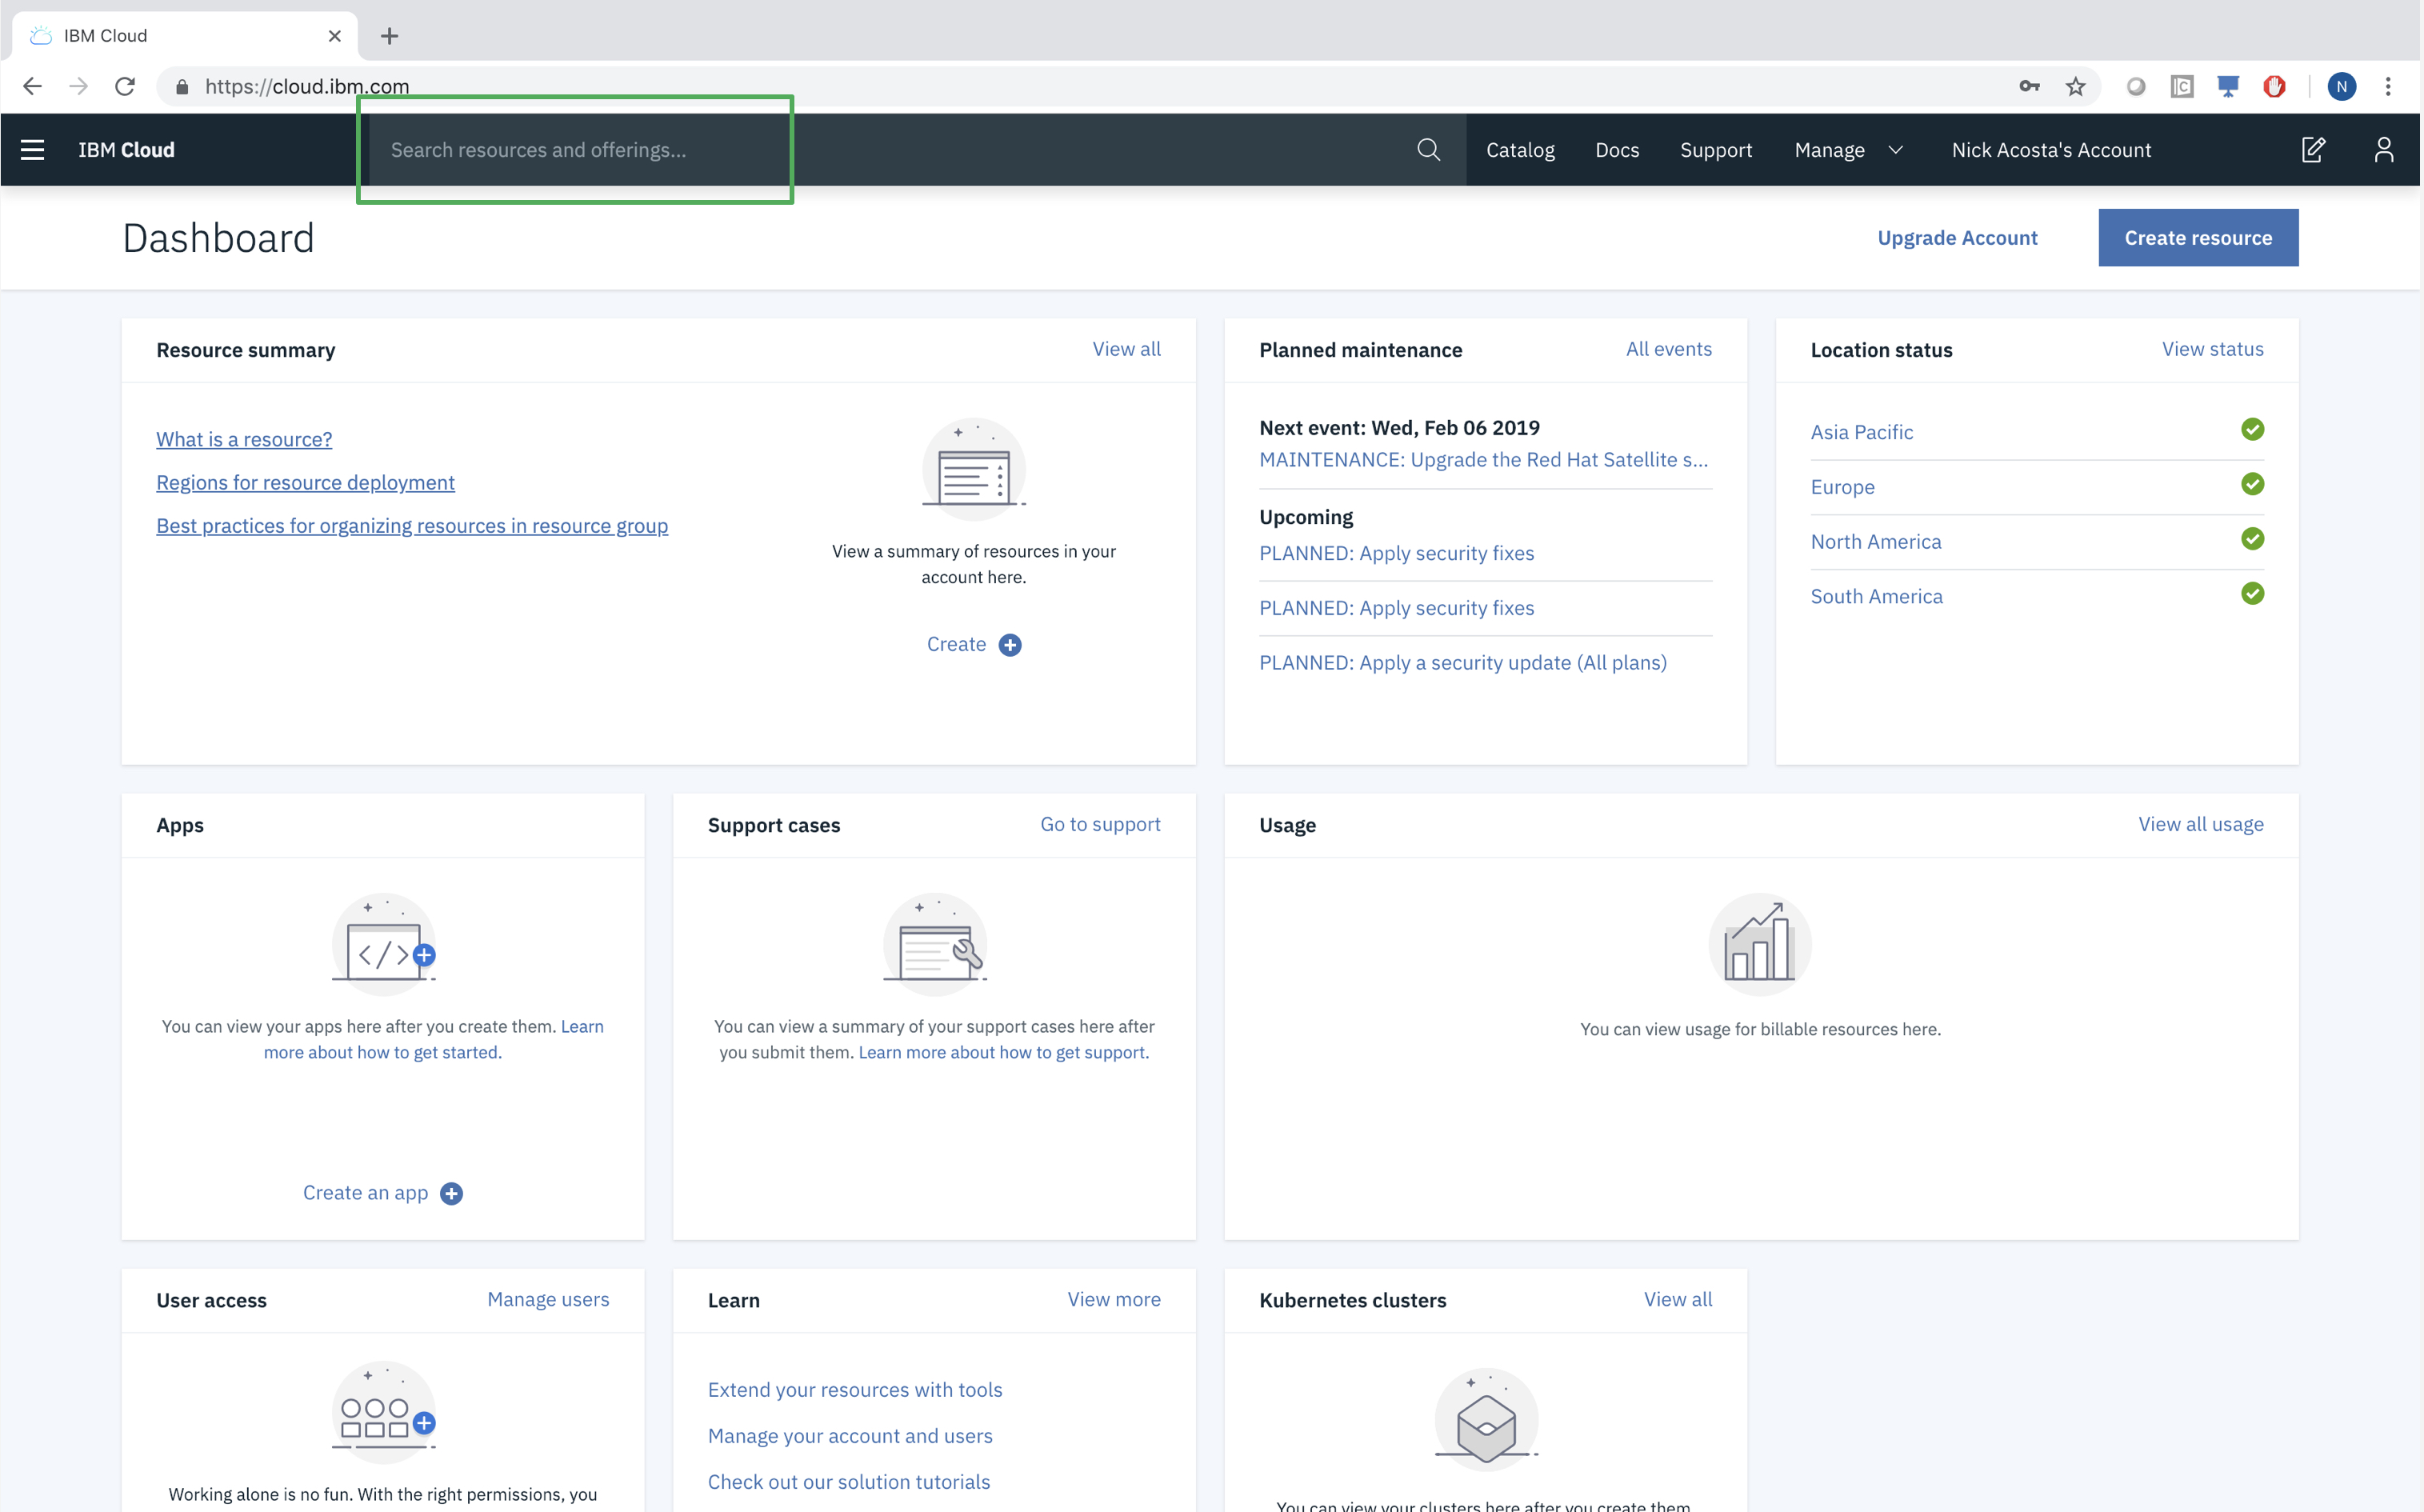 IBM Cloud
https://cloud.ibm.com
N
IBM Cloud
Search resources and offerings...
Catalog
Docs
Support
Manage
Nick Acosta's Account
Dashboard
Upgrade Account
Create resource
Resource summary
View all
What is a resource?
Regions for resource deployment
Best practices for organizing resources in resource group
View a summary of resources in your
account here.
Create
Planned maintenance
All events
Next event: Wed, Feb 06 2019
MAINTENANCE: Upgrade the Red Hat Satellite s...
Upcoming
PLANNED: Apply security fixes
PLANNED: Apply security fixes
PLANNED: Apply a security update (All plans)
Location status
View status
Asia Pacific
Europe
North America
South America
Apps
</>
You can view your apps here after you create them. Learn
more about how to get started.
Create an app
Support cases
Go to support
You can view a summary of your support cases here after
you submit them. Learn more about how to get support.
Usage
View all usage
You can view usage for billable resources here.
User access
Manage users
Working alone is no fun. With the right permissions, you
Learn
View more
Extend your resources with tools
Manage your account and users
Check out our solution tutorials
Kubernetes clusters
View all
You can view your clusters here after you create them.